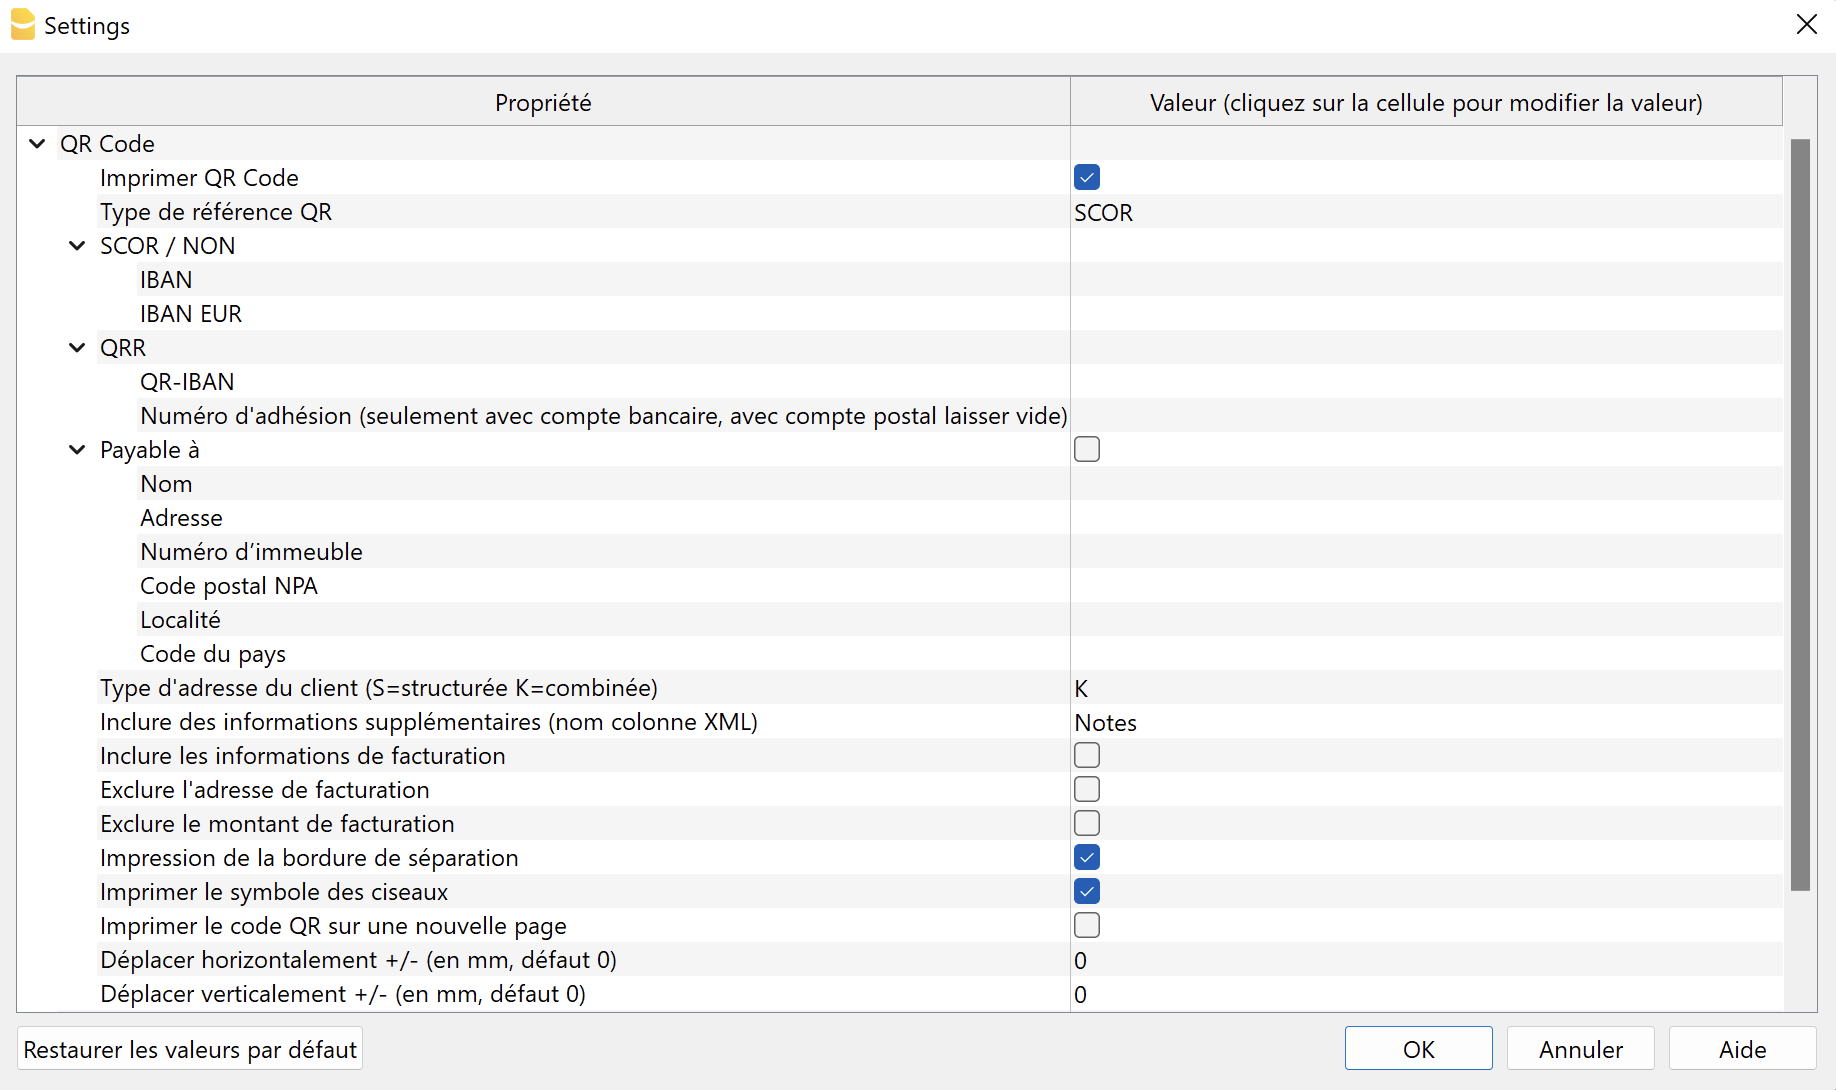 Settings
Propriété
Valeur (cliquez sur la cellule pour modifier la valeur)
QR Code
Imprimer QR Code
Type de référence QR
SCOR
SCOR / NON
IBAN
IBAN EUR
QRR
QR-IBAN
Numéro d'adhésion (seulement avec compte bancaire, avec compte postal laisser vide)
Payable à
Nom
Adresse
Numéro d’immeuble
Code postal NPA
Localité
Code du pays
Type d'adresse du client (S=structurée K=combinée)
K
Inclure des informations supplémentaires (nom colonne XML)
Notes
Inclure les informations de facturation
Exclure l'adresse de facturation
Exclure le montant de facturation
Impression de la bordure de séparation
Imprimer le symbole des ciseaux
Imprimer le code QR sur une nouvelle page
Déplacer horizontalement +/- (en mm, défaut 0)
0
Déplacer verticalement +/- (en mm, défaut 0)
0
Restaurer les valeurs par défaut
OK
Annuler
Aide